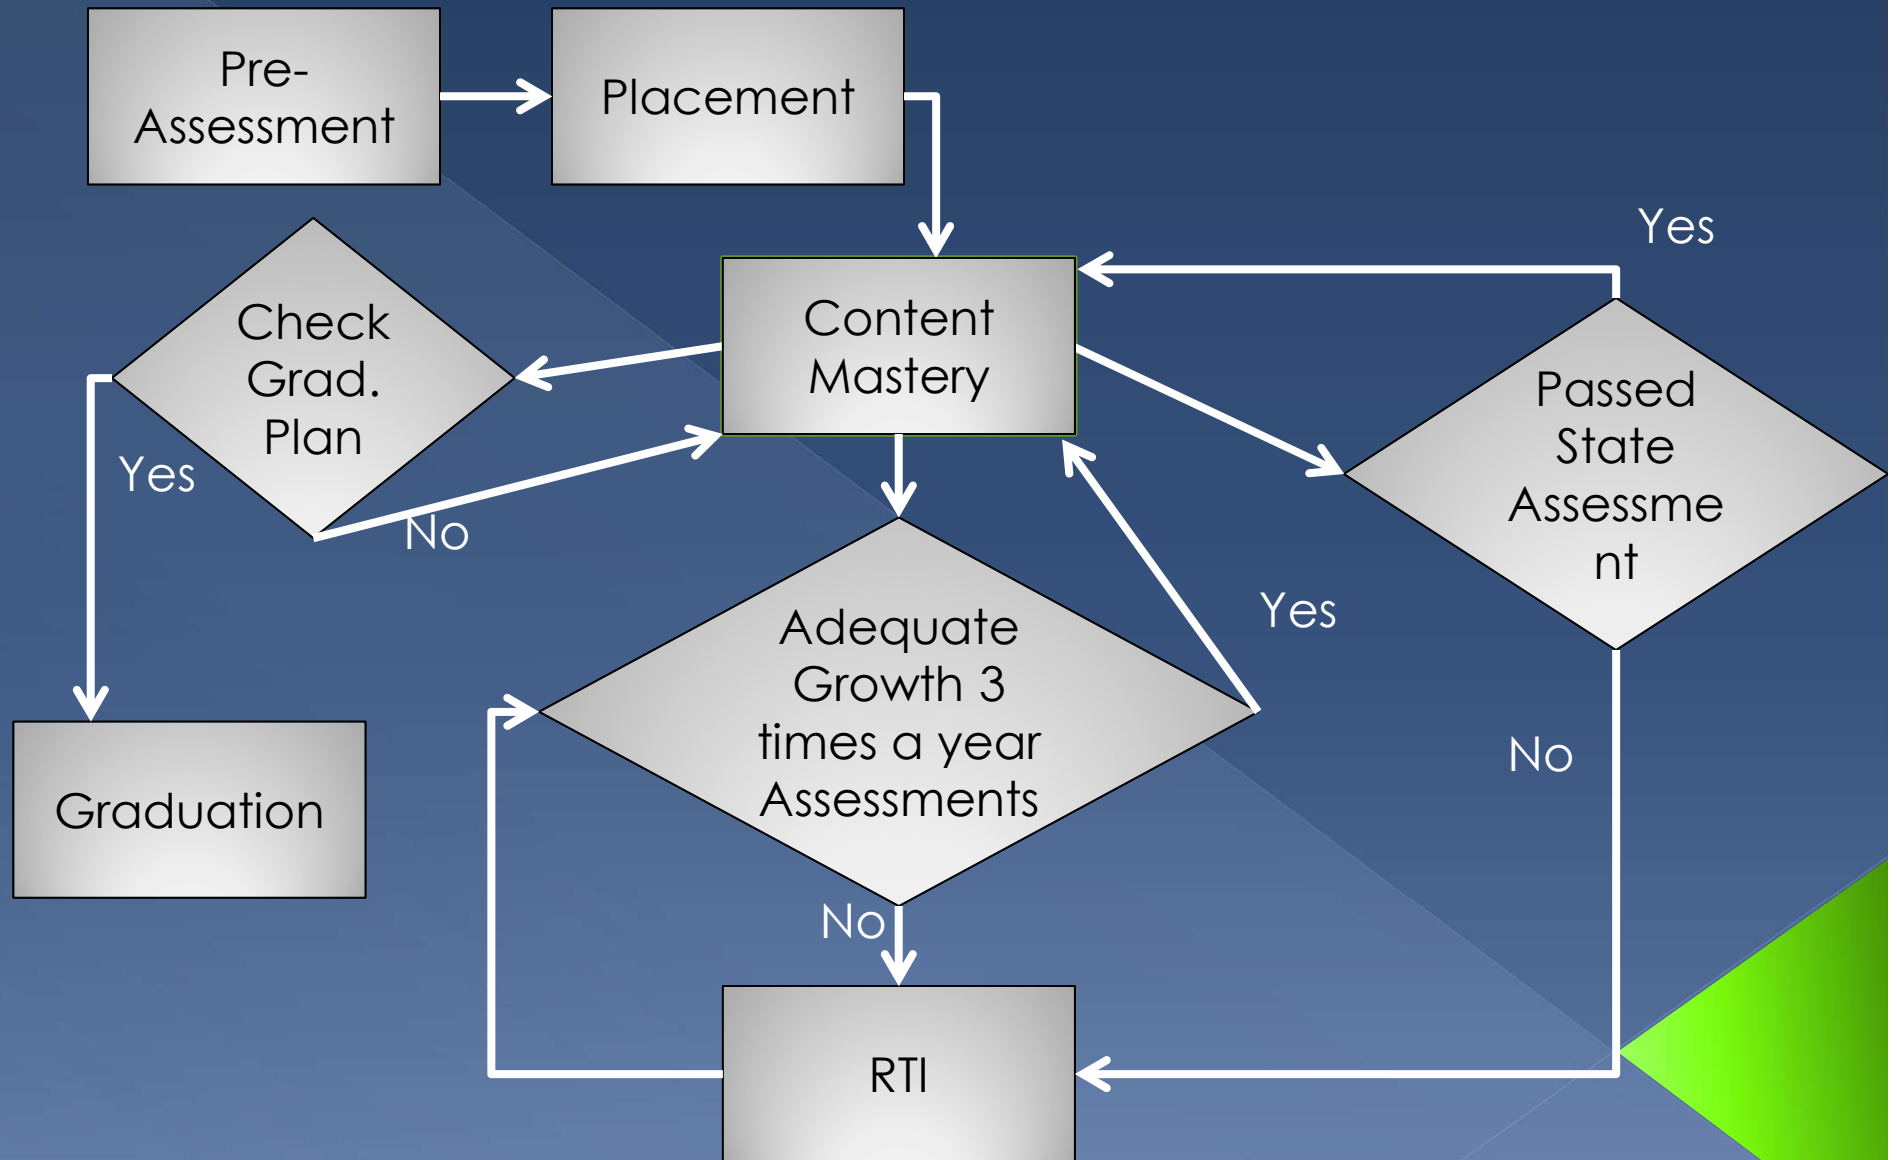 Pre-
Assessment
Placement
Yes
Content
Mastery
Check
Grad.
Plan
Passed
State
Assessme
nt
Yes
No
Adequate
Growth 3
times a year
Assessments
Yes
No
Graduation
No
RTI